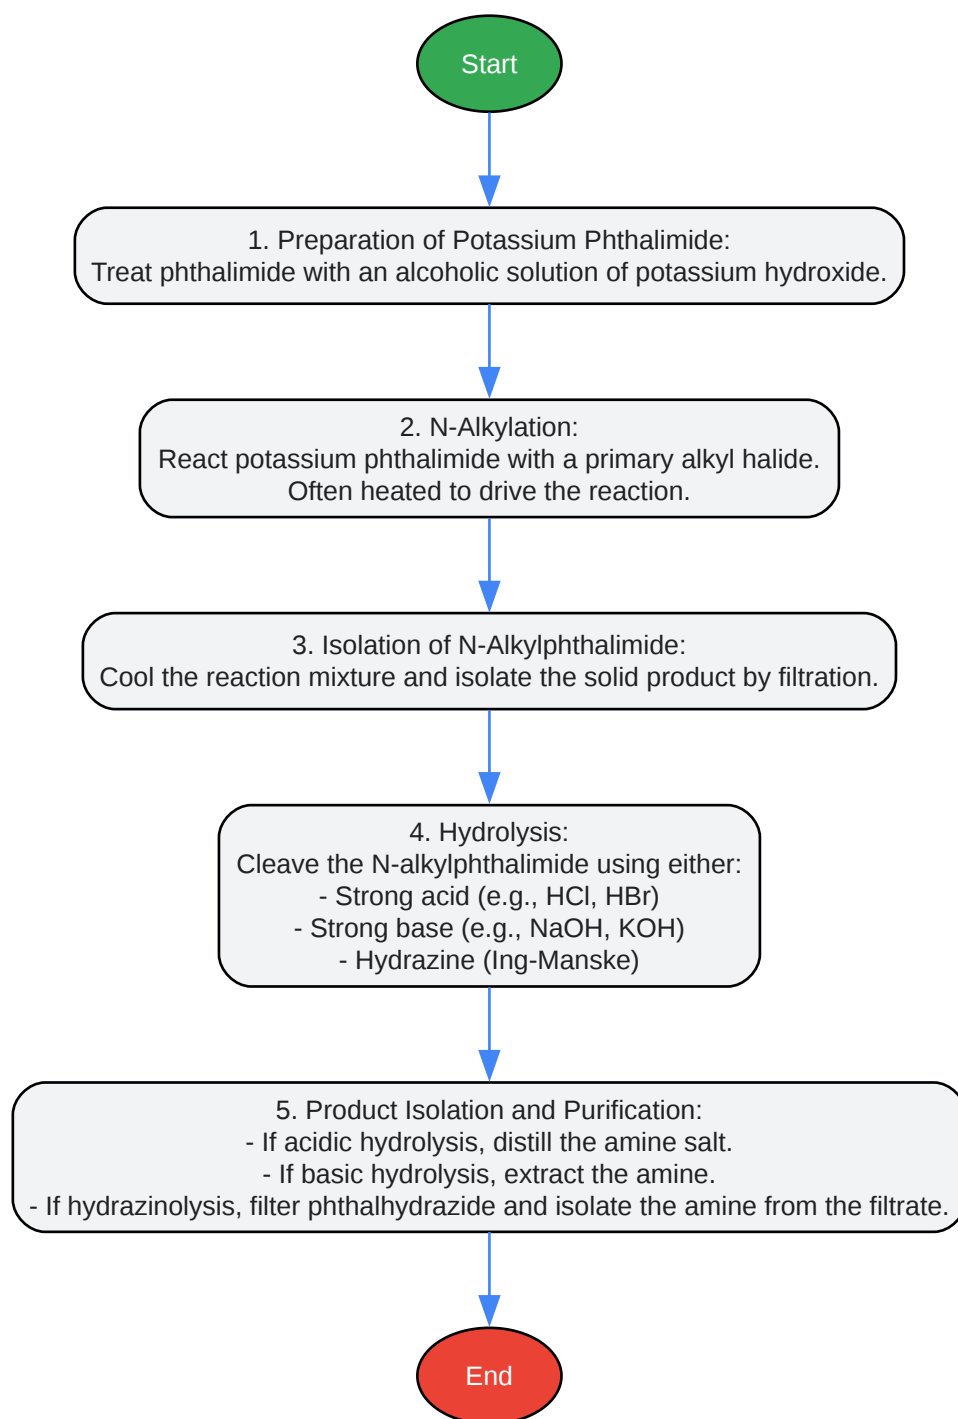 Start
1. Preparation of Potassium Phthalimide:
Treat phthalimide with an alcoholic solution of potassium hydroxide.
2. N-Alkylation:
React potassium phthalimide with a primary alkyl halide.
Often heated to drive the reaction.
3. Isolation of N-Alkylphthalimide:
Cool the reaction mixture and isolate the solid product by filtration.
4. Hydrolysis:
Cleave the N-alkylphthalimide using either:
- Strong acid (e.g., HCl, HBr)
- Strong base (e.g., NaOH, KOH)
- Hydrazine (Ing-Manske)
5. Product Isolation and Purification:
- If acidic hydrolysis, distill the amine salt.
- If basic hydrolysis, extract the amine.
- If hydrazinolysis, filter phthalhydrazide and isolate the amine from the filtrate.
End